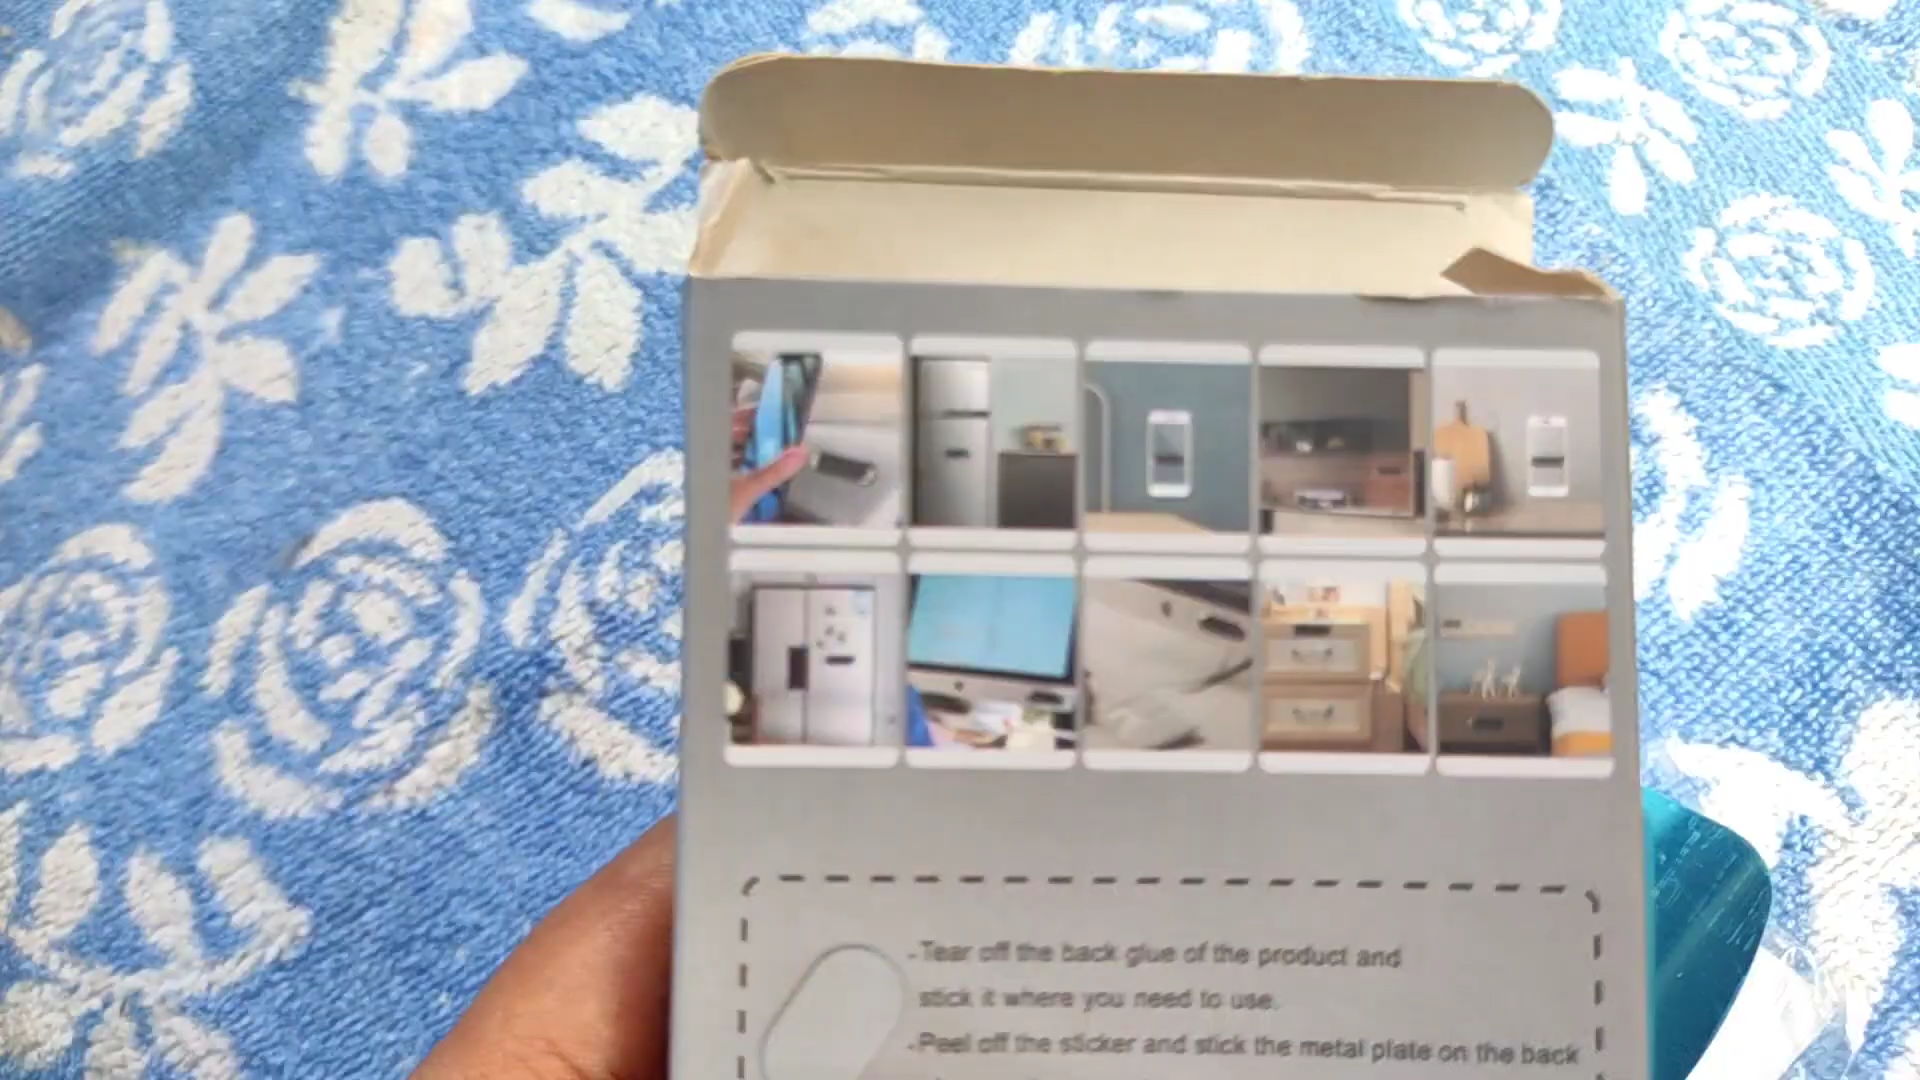 -Tear off the back glue of the product and
stick it where you need to use.
-Peel off the sticker and stick the metal plate on the back